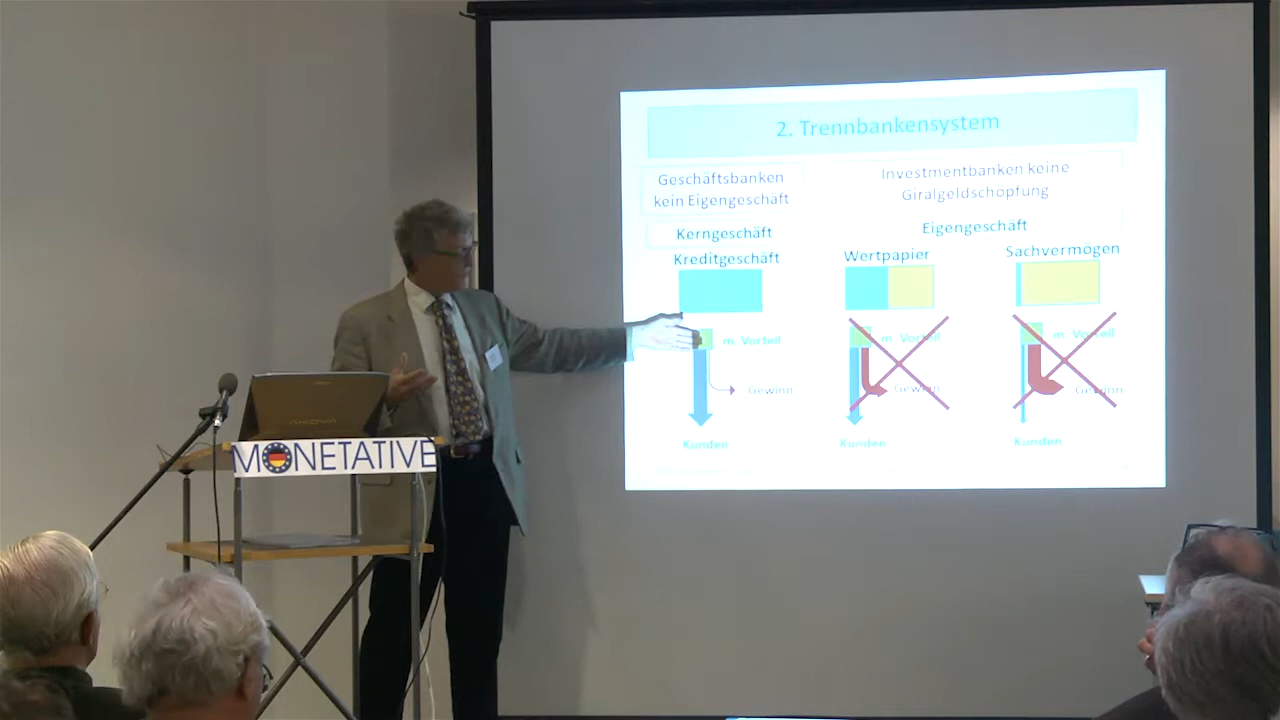 2. Trennbankensystem
Geschäftsbanken
kein Eigengeschäft
Investmentbanken keine
Giralgeldschopfung
Kerngeschäft
Eigengeschäft
Kreditgeschäft
Wertpapier
Sachvermögen
m. Vorteil
m. Vorteil
m. Vorteil
Gewinn
Gewinn
Gewinn
Kunden
Kunden
Kunden
MONETATIVE